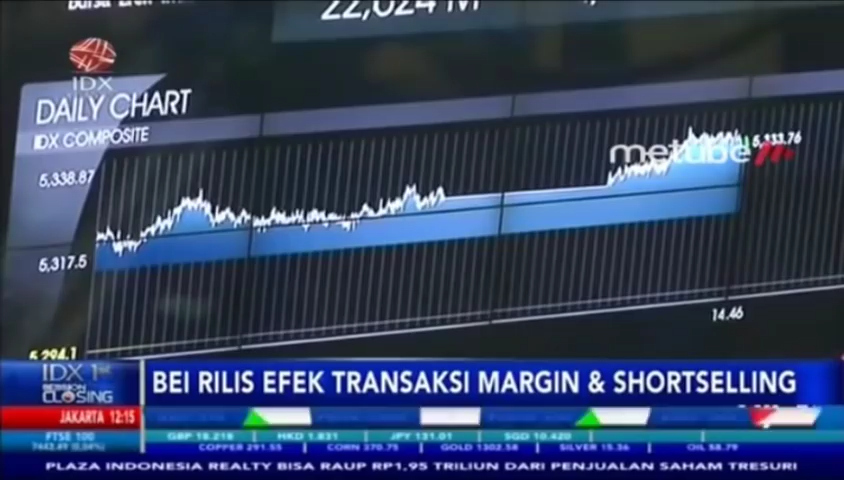 22,024 M
IDX
DAILY CHART
IDX COMPOSITE
metube
5,333.76
5,338.87
5,317.5
14.46
5,294.1
IDX 1st
SESSION
CLOSING
BEI RILIS EFEK TRANSAKSI MARGIN & SHORTSELLING
JAKARTA 12:15
FTSE 100
GBP 18.218 HKD 1.831 JPY 131.01 SGD 10.420
COPPER 291.55 CORN 370.75 GOLD 1302.58 SILVER 15.36 OIL 58.79
PLAZA INDONESIA REALTY BISA RAUP RP1,95 TRILIUN DARI PENJUALAN SAHAM TRESURI